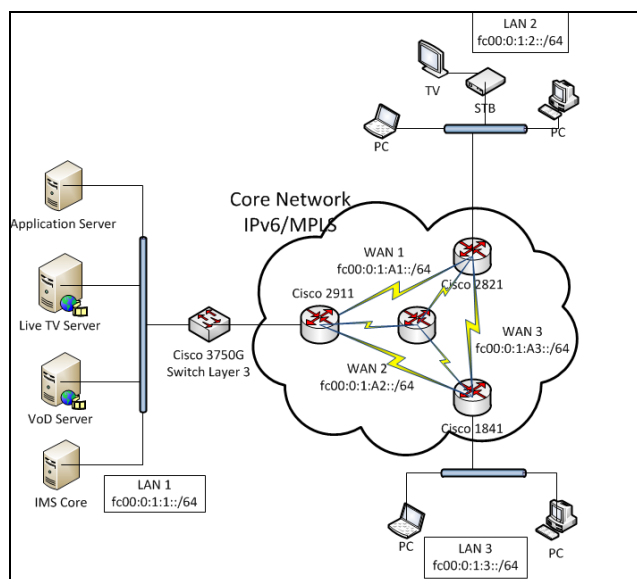 LAN 2
fc00:0:1:2::/64
TV
STB
PC
PC
Core Network
IPv6/MPLS
Application Server
WAN 1
fc00:0:1:A1::/64
Cisco 2821
Cisco 2911
Live TV Server
Cisco 3750G
Switch Layer 3
WAN 3
fc00:0:1:A3::/64
WAN 2
fc00:0:1:A2::/64
VoD Server
Cisco 1841
IMS Core
LAN 1
fc00:0:1:1::/64
PC
LAN 3
fc00:0:1:3::/64
PC